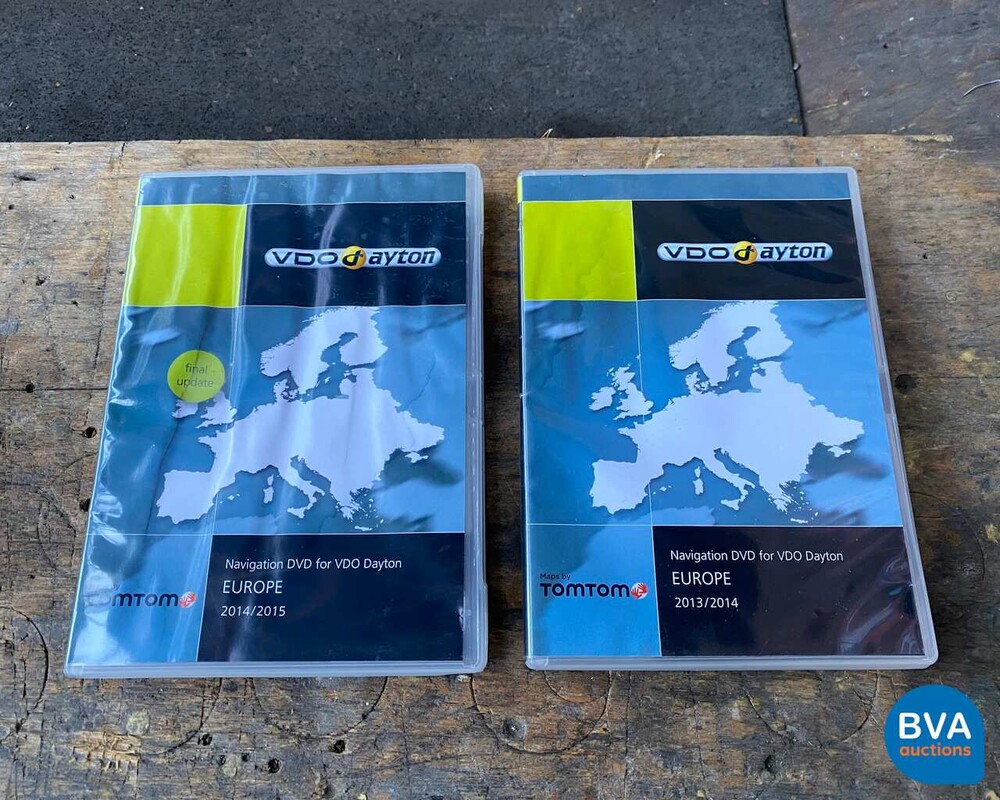 VDO dayton
final
update
Navigation DVD for VDO Dayton
EUROPE
2014/2015
TOMTOM
VDO dayton
Navigation DVD for VDO Dayton
EUROPE
2013/2014
Maps by
TOMTOM
BVA
auctions